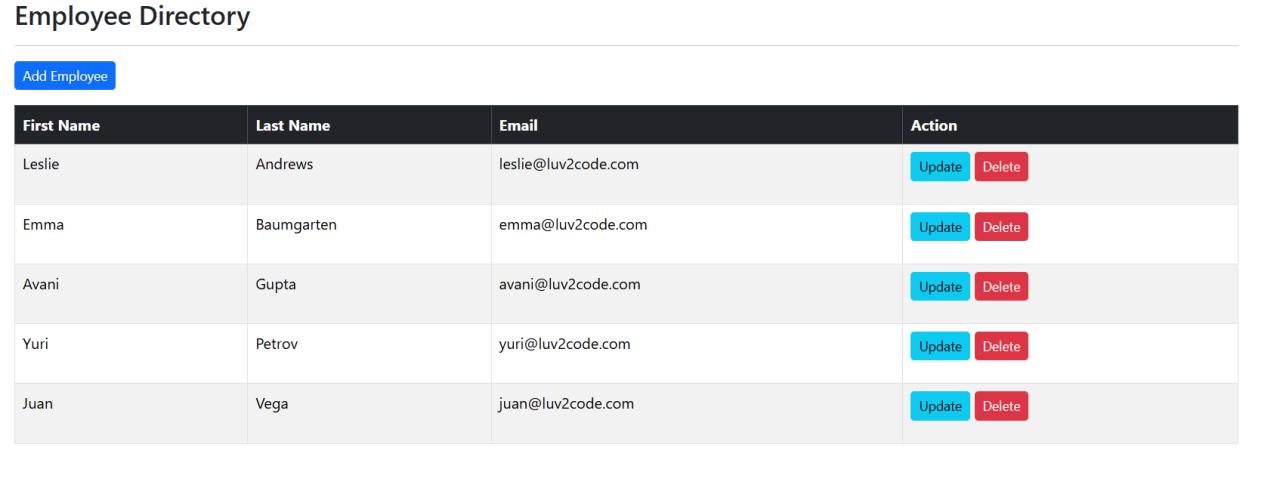 Employee Directory
Add Employee
First Name Last Name Email Action
Leslie Andrews leslie@luv2code.com Update Delete
Emma Baumgarten emma@luv2code.com Update Delete
Avani Gupta avani@luv2code.com Update Delete
Yuri Petrov yuri@luv2code.com Update Delete
Juan Vega juan@luv2code.com Update Delete